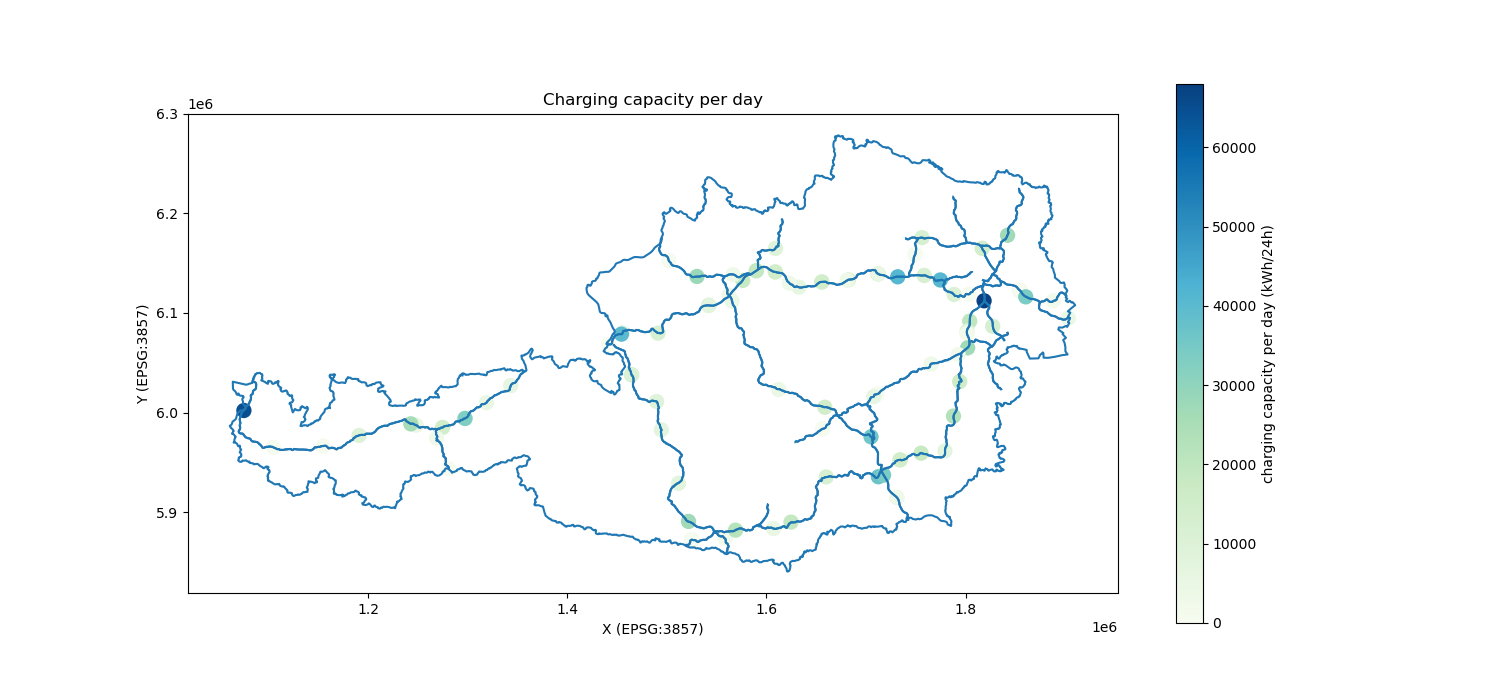 Charging capacity per day
1e6
6.3
6.2
6.1
6.0
5.9
Y (EPSG:3857)
1.2
1.4
1.6
1.8
1e6
X (EPSG:3857)
60000
50000
40000
30000
20000
10000
0
charging capacity per day (kWh/24h)